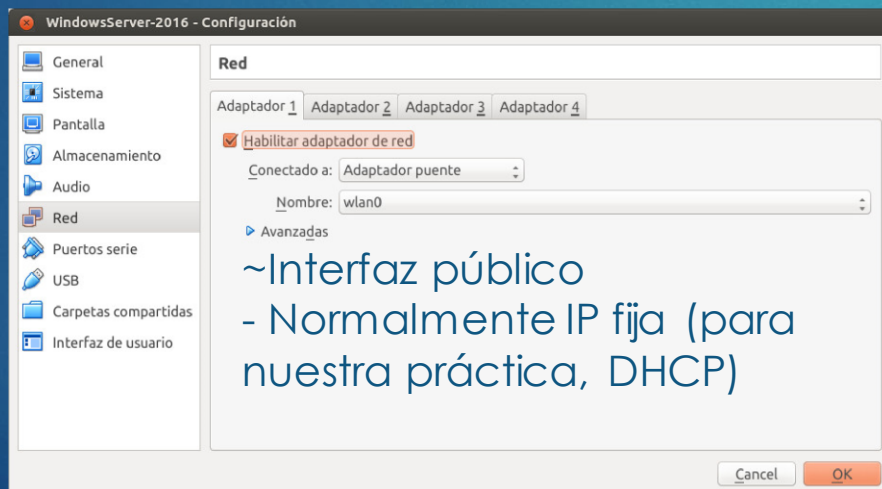 WindowsServer-2016 - Configuración
General
Sistema
Pantalla
Almacenamiento
Audio
Red
Puertos serie
USB
Carpetas compartidas
Interfaz de usuario
Red
Adaptador 1 Adaptador 2 Adaptador 3 Adaptador 4
Habilitar adaptador de red
Conectado a: Adaptador puente
Nombre: wlan0
Avanzadas
~Interfaz público
- Normalmente IP fija (para
nuestra práctica, DHCP)
Cancel OK